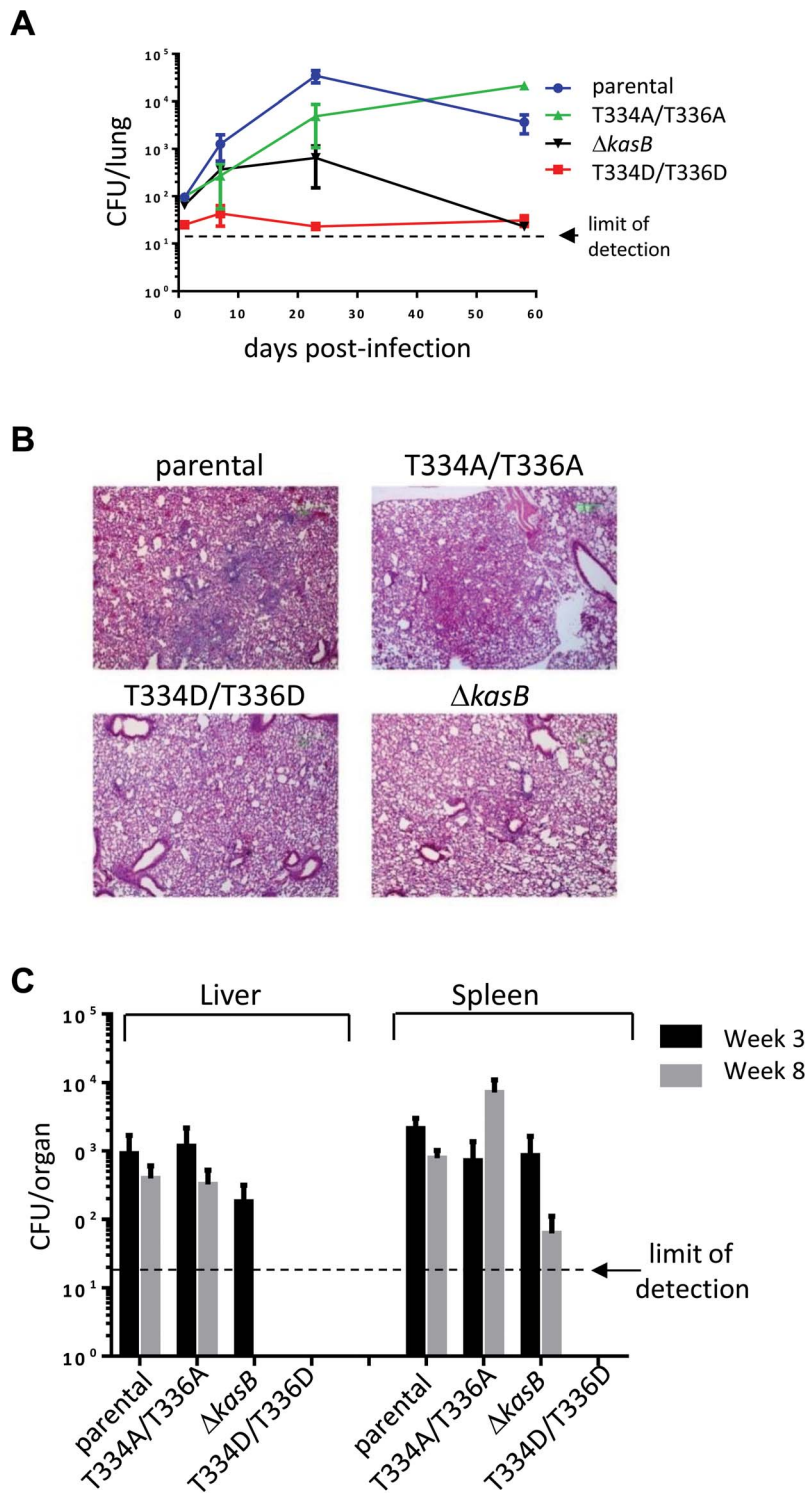 A
10⁵
10⁴
10³
10²
10¹
10⁰
CFU/lung
0 10 20 30 40 50 60
days post-infection
parental
T334A/T336A
ΔkasB
T334D/T336D
limit of
detection
B
parental T334A/T336A
T334D/T336D ΔkasB
C
Liver Spleen
Week 3
Week 8
10⁵
10⁴
0³
0²
10¹
10⁰
CFU/organ
limit of
detection
parental
T334A/T336A
ΔkasB
T334D/T336D
parental
T334A/T336A
ΔkasB
T334D/T336D